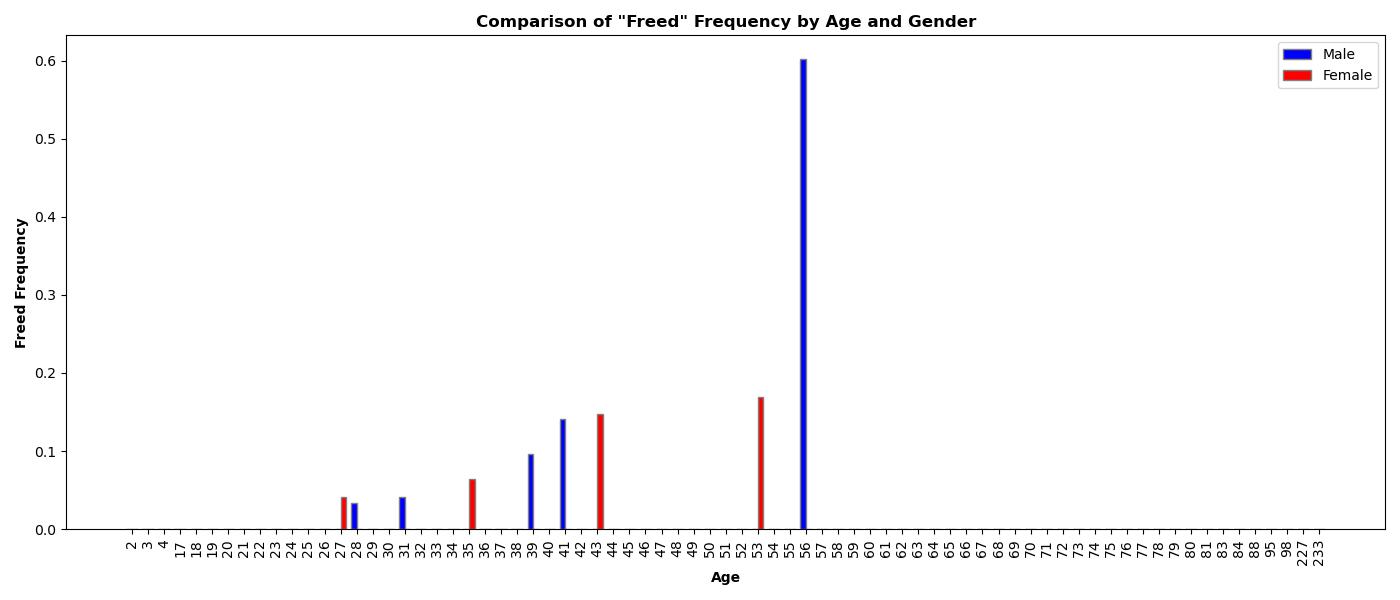 Comparison of "Freed" Frequency by Age and Gender
Male
Female
Freed Frequency
0.6
0.5
0.4
0.3
0.2
0.1
0.0
2 3 4 17 18 19 20 21 22 23 24 25 26 27 28 29 30 31 32 33 34 35 36 37 38 39 40 41 42 43 44 45 46 47 48 49 50 51 52 53 54 55 56 57 58 59 60 61 62 63 64 65 66 67 68 69 70 71 72 73 74 75 76 77 78 79 80 81 83 84 88 95 98 227 233
Age